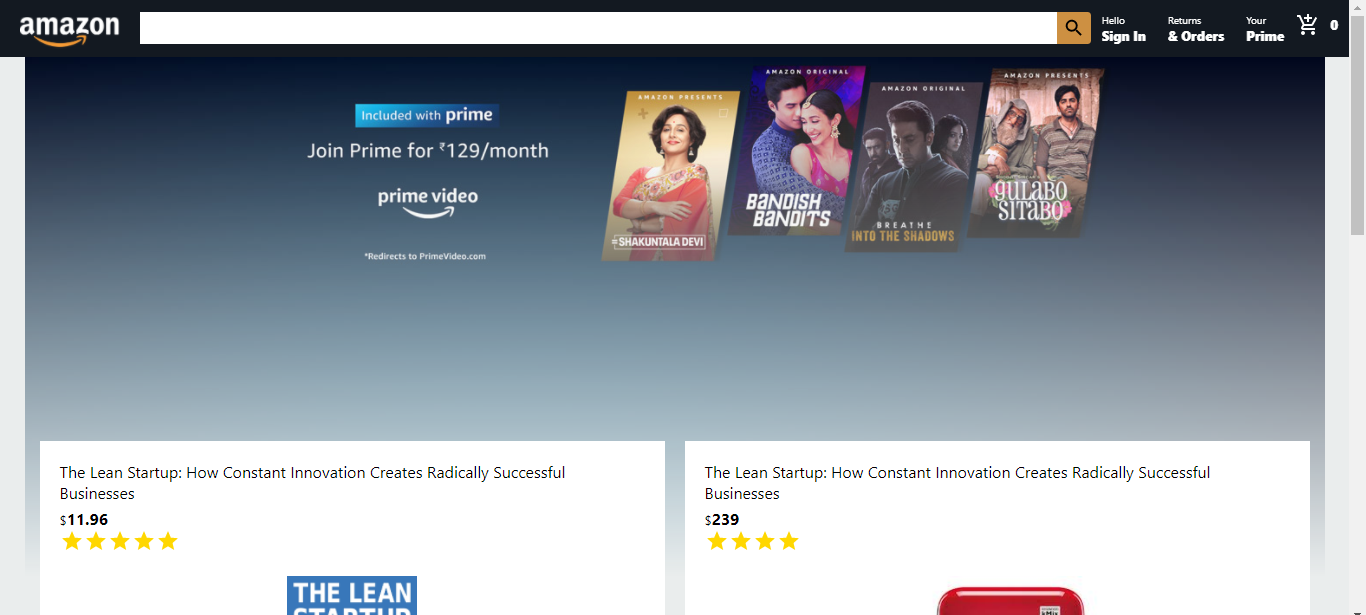 amazon
Hello
Sign In
Returns
& Orders
Your
Prime
0
Included with prime
Join Prime for ₹129/month
prime video
*Redirects to PrimeVideo.com
AMAZON PRESENTS
#SHAKUNTALA DEVI
AMAZON ORIGINAL
BANDISH
BANDITS
AMAZON ORIGINAL
BREATHE
INTO THE SHADOWS
AMAZON PRESENTS
GULABO
SITABO
The Lean Startup: How Constant Innovation Creates Radically Successful
Businesses
$11.96
The Lean Startup: How Constant Innovation Creates Radically Successful
Businesses
$239
THE LEAN
STARTUP
kMix